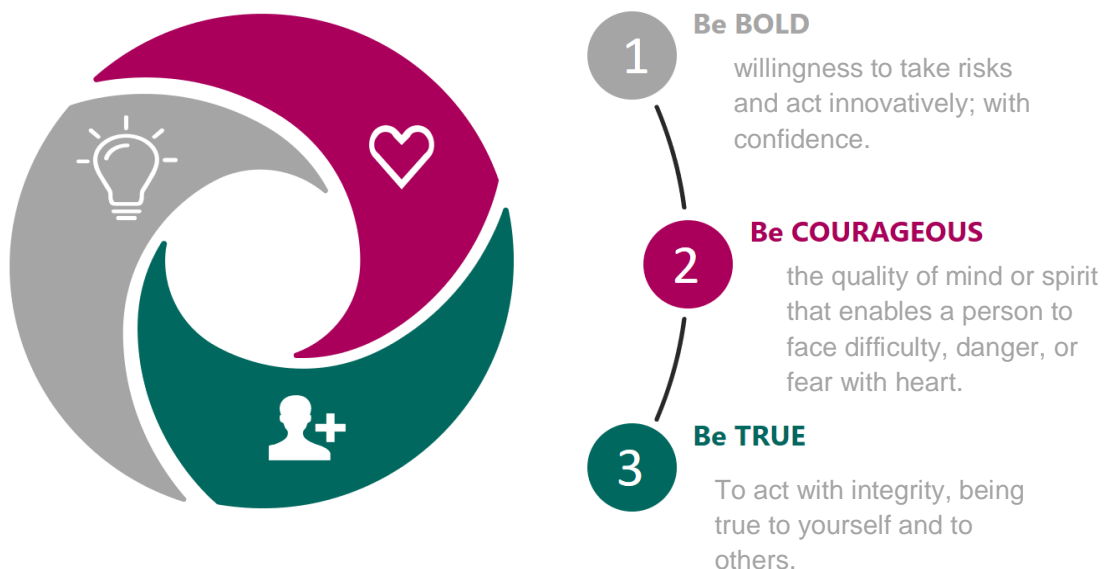 1
Be BOLD
willingness to take risks
and act innovatively; with
confidence.
2
Be COURAGEOUS
the quality of mind or spirit
that enables a person to
face difficulty, danger, or
fear with heart.
3
Be TRUE
To act with integrity, being
true to yourself and to
others.